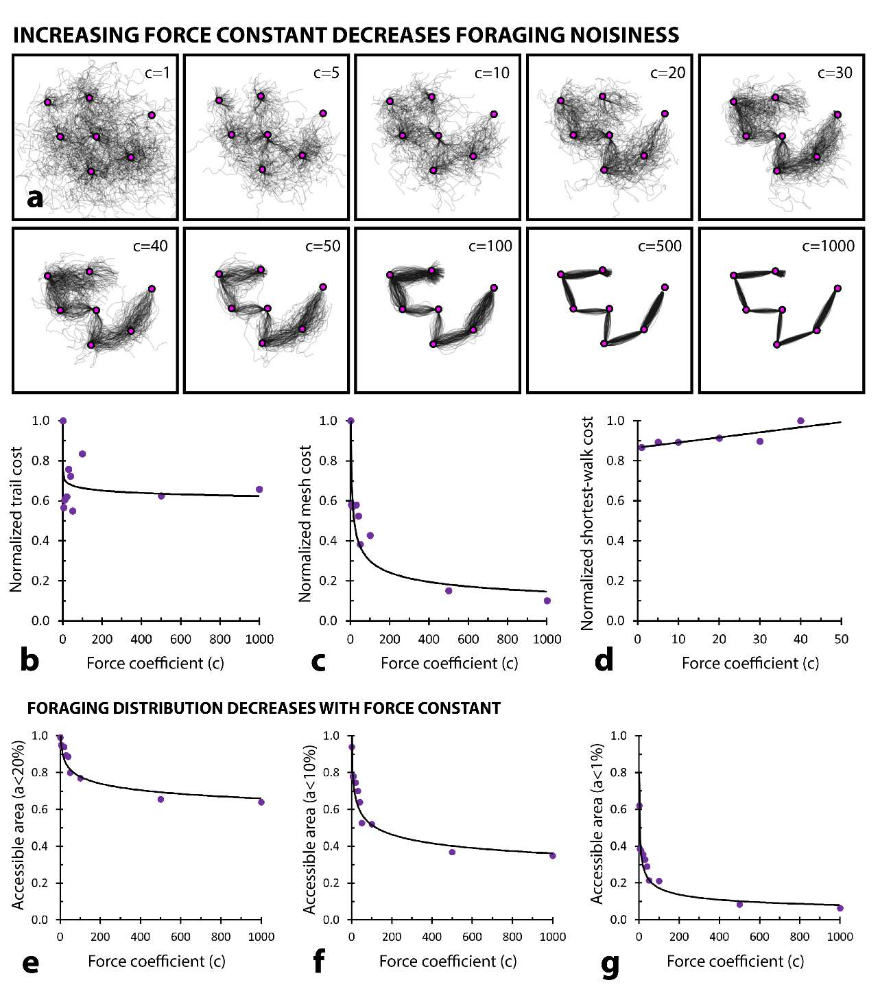 INCREASING FORCE CONSTANT DECREASES FORAGING NOISINESS
c=1
c=5
c=10
c=20
c=30
a
c=40
c=50
c=100
c=500
c=1000
Normalized trail cost
1.0
0.8
0.6
0.4
0.2
0.0
0 200 400 600 800 1000
Force coefficient (c)
b
Normalized mesh cost
1.0
0.8
0.6
0.4
0.2
0.0
0 200 400 600 800 1000
Force coefficient (c)
c
Normalized shortest-walk cost
1.0
0.8
0.6
0.4
0.2
0.0
0 10 20 30 40 50
Force coefficient (c)
d
FORAGING DISTRIBUTION DECREASES WITH FORCE CONSTANT
Accessible area (a<20%)
1.0
0.8
0.6
0.4
0.2
0.0
0 200 400 600 800 1000
Force coefficient (c)
e
Accessible area (a<10%)
1.0
0.8
0.6
0.4
0.2
0.0
0 200 400 600 800 1000
Force coefficient (c)
f
Accessible area (a<1%)
1.0
0.8
0.6
0.4
0.2
0.0
0 200 400 600 800 1000
Force coefficient (c)
g